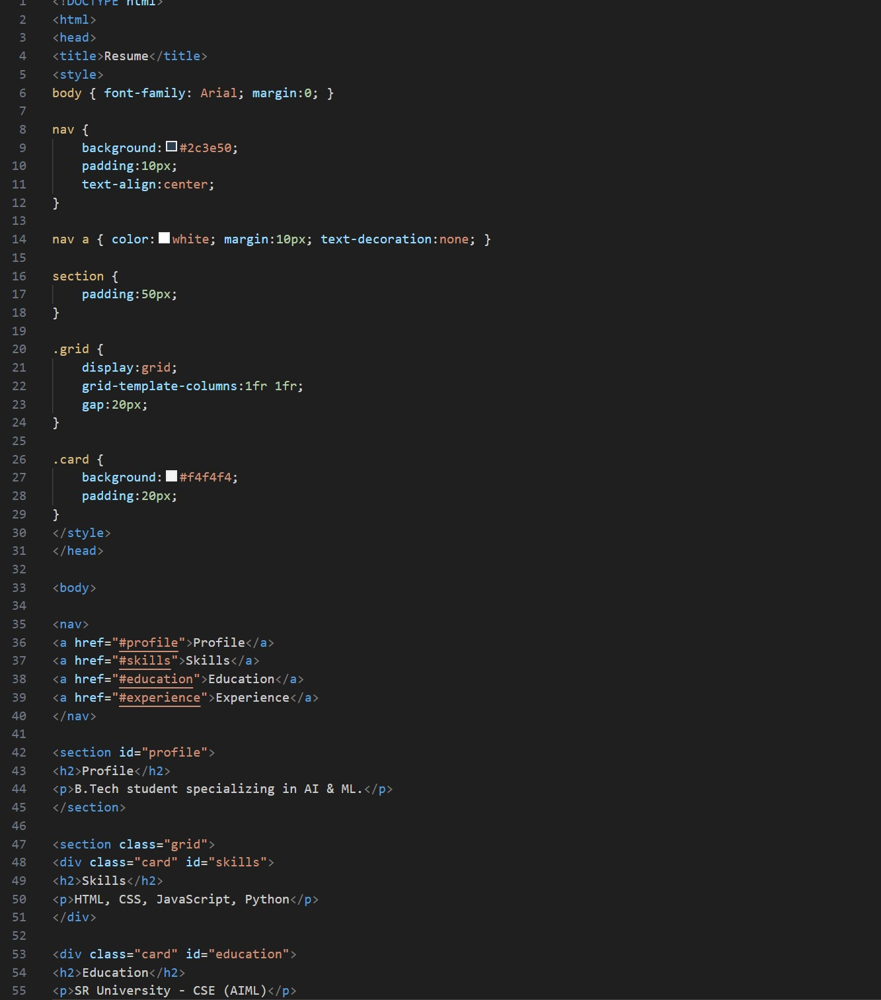 1 <!DOCTYPE html>
2 <html>
3 <head>
4 <title>Resume</title>
5 <style>
6 body { font-family: Arial; margin:0; }
7
8 nav {
9     background:#2c3e50;
10     padding:10px;
11     text-align:center;
12 }
13
14 nav a { color:white; margin:10px; text-decoration:none; }
15
16 section {
17     padding:50px;
18 }
19
20 .grid {
21     display:grid;
22     grid-template-columns:1fr 1fr;
23     gap:20px;
24 }
25
26 .card {
27     background:#f4f4f4;
28     padding:20px;
29 }
30 </style>
31 </head>
32
33 <body>
34
35 <nav>
36 <a href="#profile">Profile</a>
37 <a href="#skills">Skills</a>
38 <a href="#education">Education</a>
39 <a href="#experience">Experience</a>
40 </nav>
41
42 <section id="profile">
43 <h2>Profile</h2>
44 <p>B.Tech student specializing in AI & ML.</p>
45 </section>
46
47 <section class="grid">
48 <div class="card" id="skills">
49 <h2>Skills</h2>
50 <p>HTML, CSS, JavaScript, Python</p>
51 </div>
52
53 <div class="card" id="education">
54 <h2>Education</h2>
55 <p>SR University - CSE (AIML)</p>